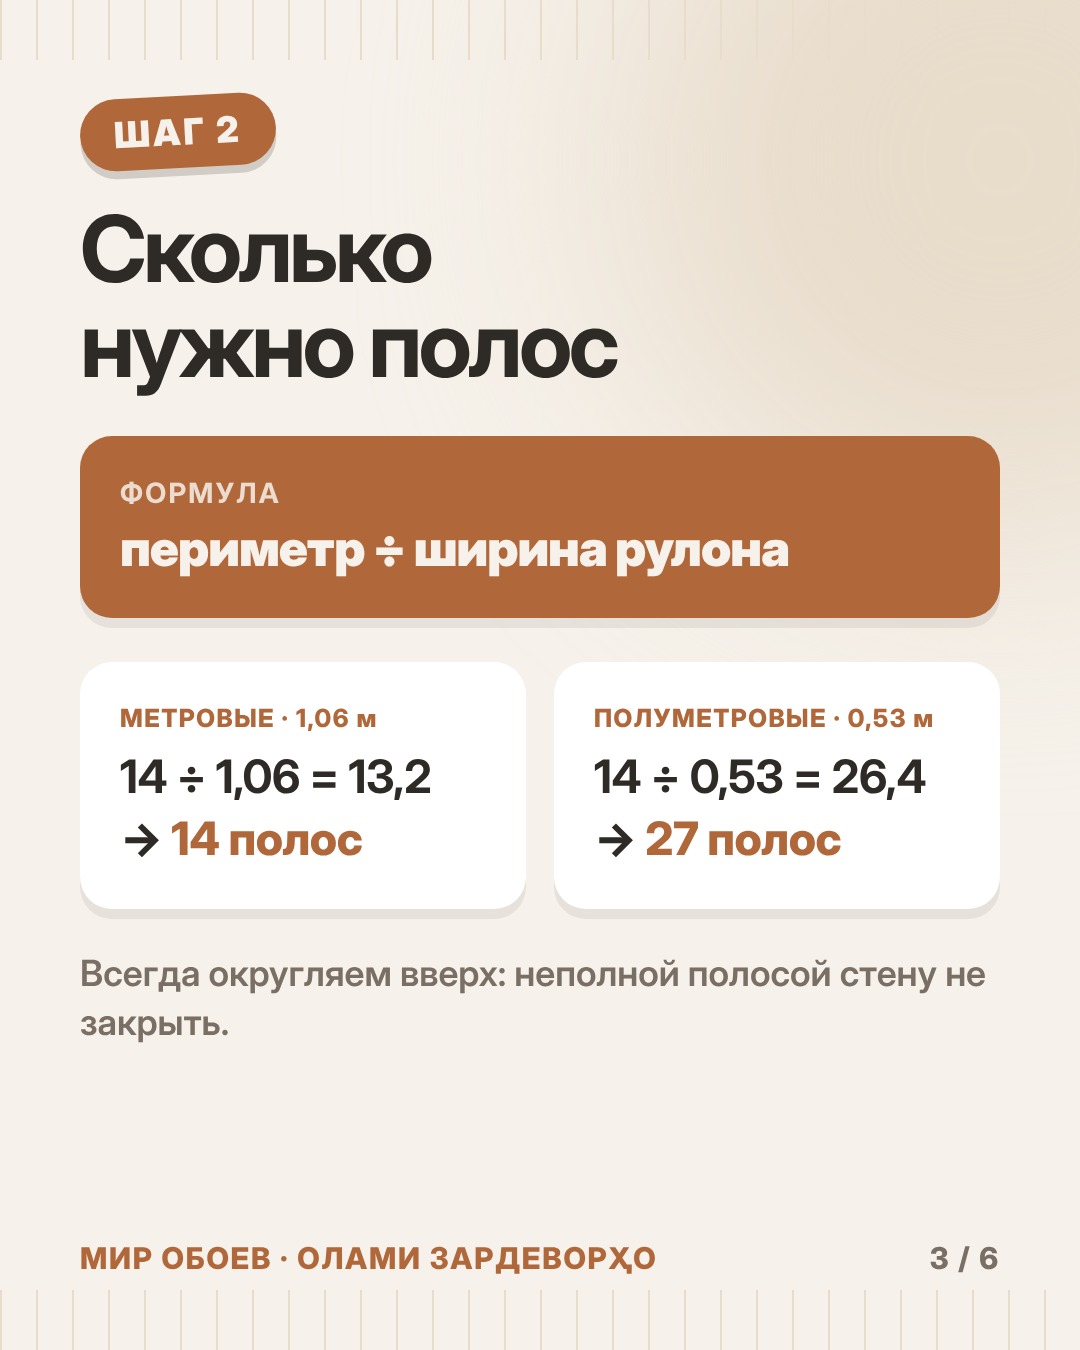 ШАГ 2
Сколько
нужно полос
ФОРМУЛА
периметр ÷ ширина рулона
МЕТРОВЫЕ · 1,06 м
14 ÷ 1,06 = 13,2
→ 14 полос
ПОЛУМЕТРОВЫЕ · 0,53 м
14 ÷ 0,53 = 26,4
→ 27 полос
Всегда округляем вверх: неполной полосой стену не
закрыть.
МИР ОБОЕВ · ОЛАМИ ЗАРДЕВОРҲО
3 / 6